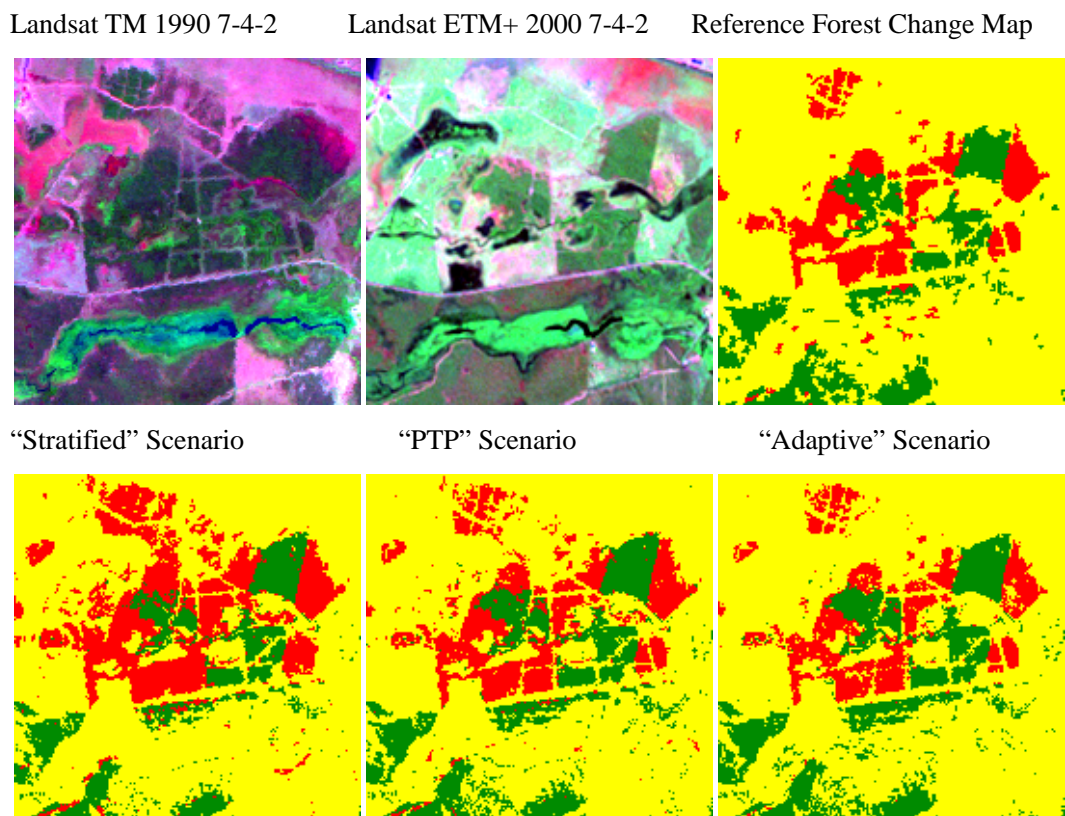 Landsat TM 1990 7-4-2
Landsat ETM+ 2000 7-4-2
Reference Forest Change Map
“Stratified” Scenario
“PTP” Scenario
“Adaptive” Scenario